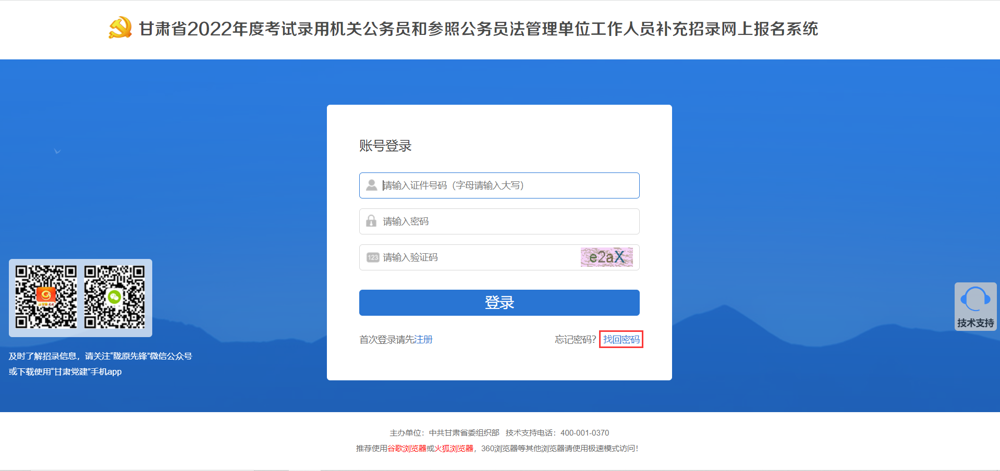 甘肃省2022年度考试录用机关公务员和参照公务员法管理单位工作人员补充招录网上报名系统
账号登录
请输入证件号码（字母请输入大写）
请输入密码
123 请输入验证码 e2aX
登录
首次登录请先注册 忘记密码? 找回密码
技术支持
及时了解招录信息，请关注“陇原先锋”微信公众号
或下载使用“甘肃党建”手机app
主办单位：中共甘肃省委组织部 技术支持电话：400-001-0370
推荐使用谷歌浏览器或火狐浏览器，360浏览器等其他浏览器请使用极速模式访问！